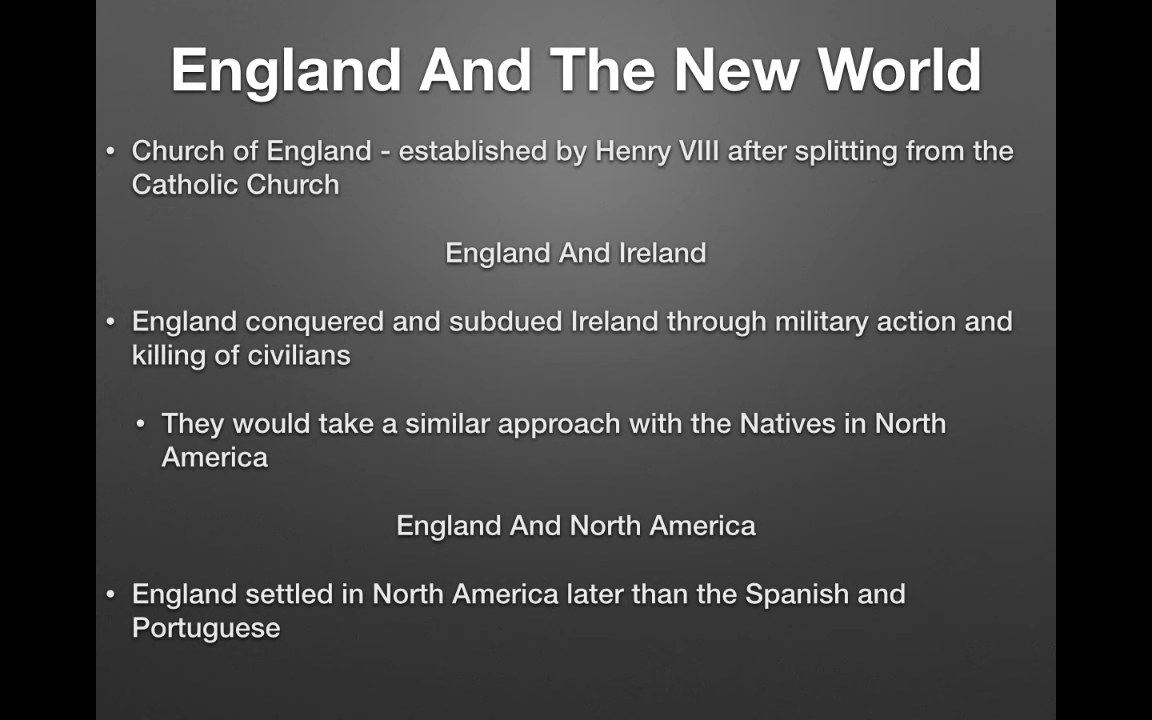 England And The New World
• Church of England - established by Henry VIII after splitting from the
Catholic Church
England And Ireland
• England conquered and subdued Ireland through military action and
killing of civilians
• They would take a similar approach with the Natives in North
America
England And North America
• England settled in North America later than the Spanish and
Portuguese